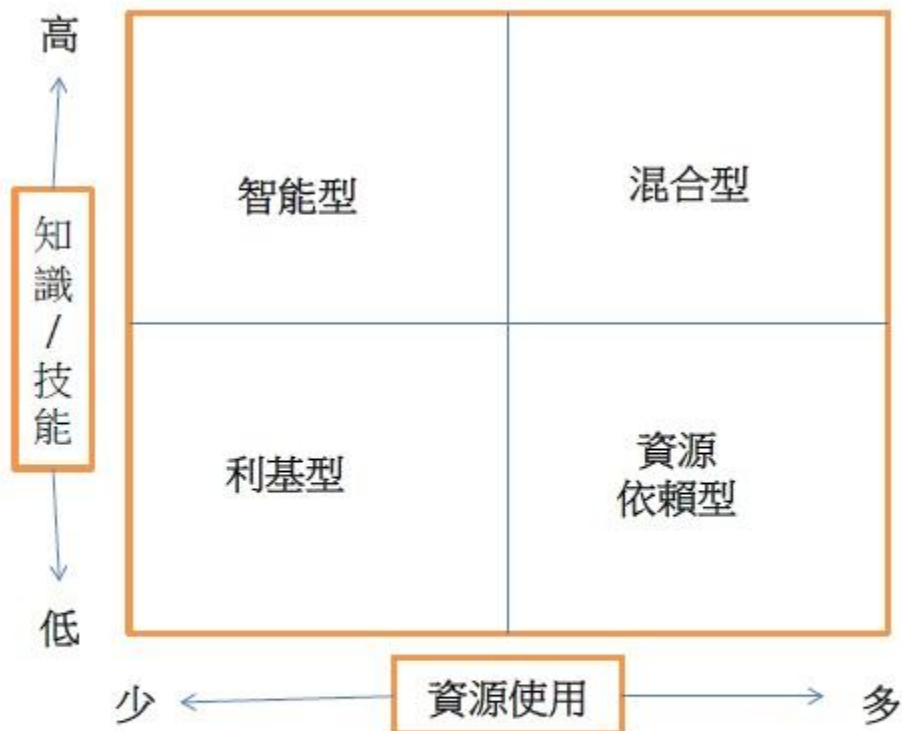 高
智能型
混合型
知
識
/
技
能
利基型
資源
依賴型
低
少
資源使用
多